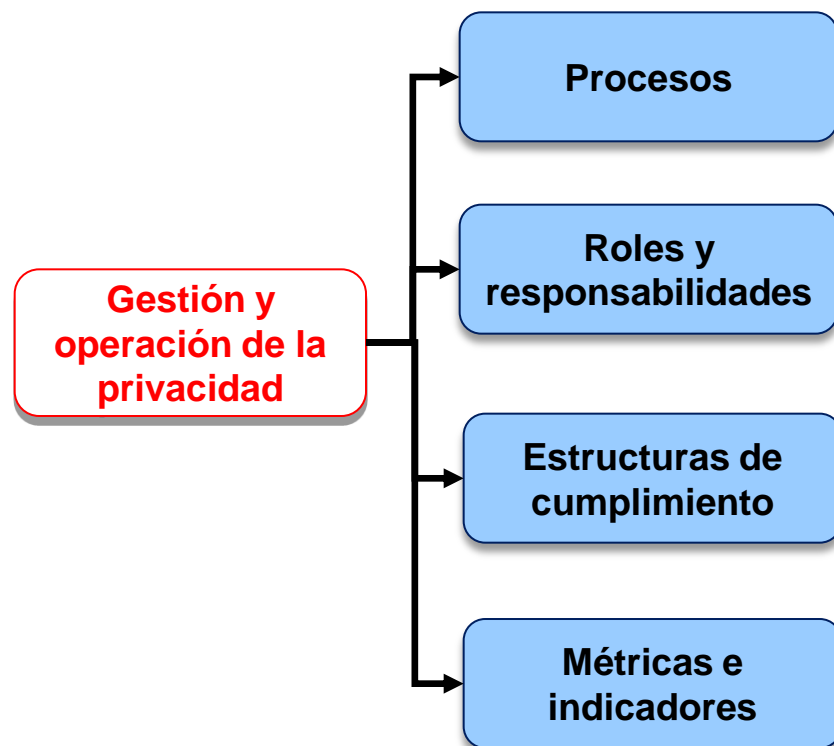 Procesos
Roles y
responsabilidades
Gestión y
operación de la
privacidad
Estructuras de
cumplimiento
Métricas e
indicadores